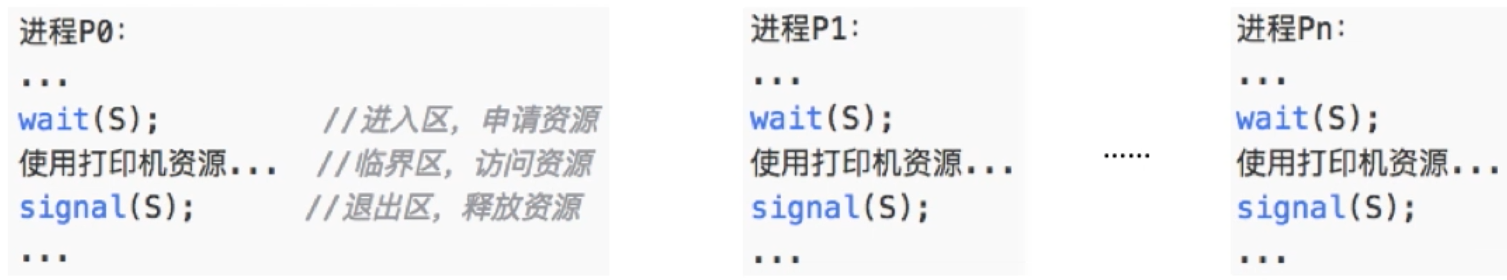 进程P0:
...
wait(S);    //进入区，申请资源
使用打印机资源...  //临界区，访问资源
signal(S);    //退出区，释放资源
...
进程P1:
...
wait(S);
使用打印机资源...
signal(S);
...
......
进程Pn:
...
wait(S);
使用打印机资源...
signal(S);
...